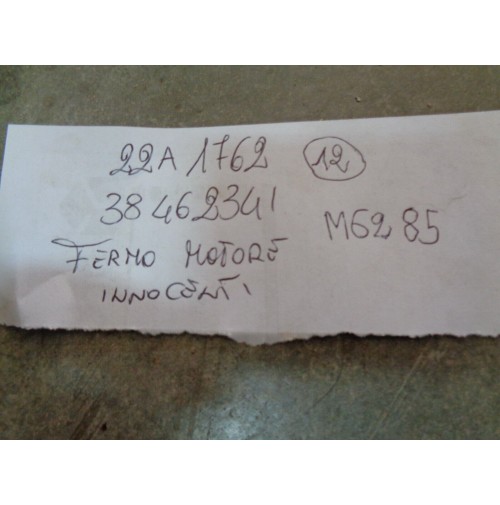 22A1762 12
38462341
M6285
FERMO MOTORE
INNOCENTI